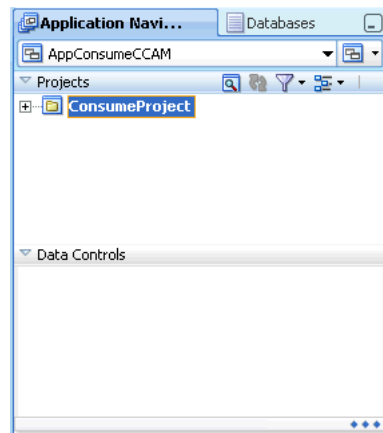 Application Navi... Databases
AppConsumeCCAM
Projects
ConsumeProject
Data Controls